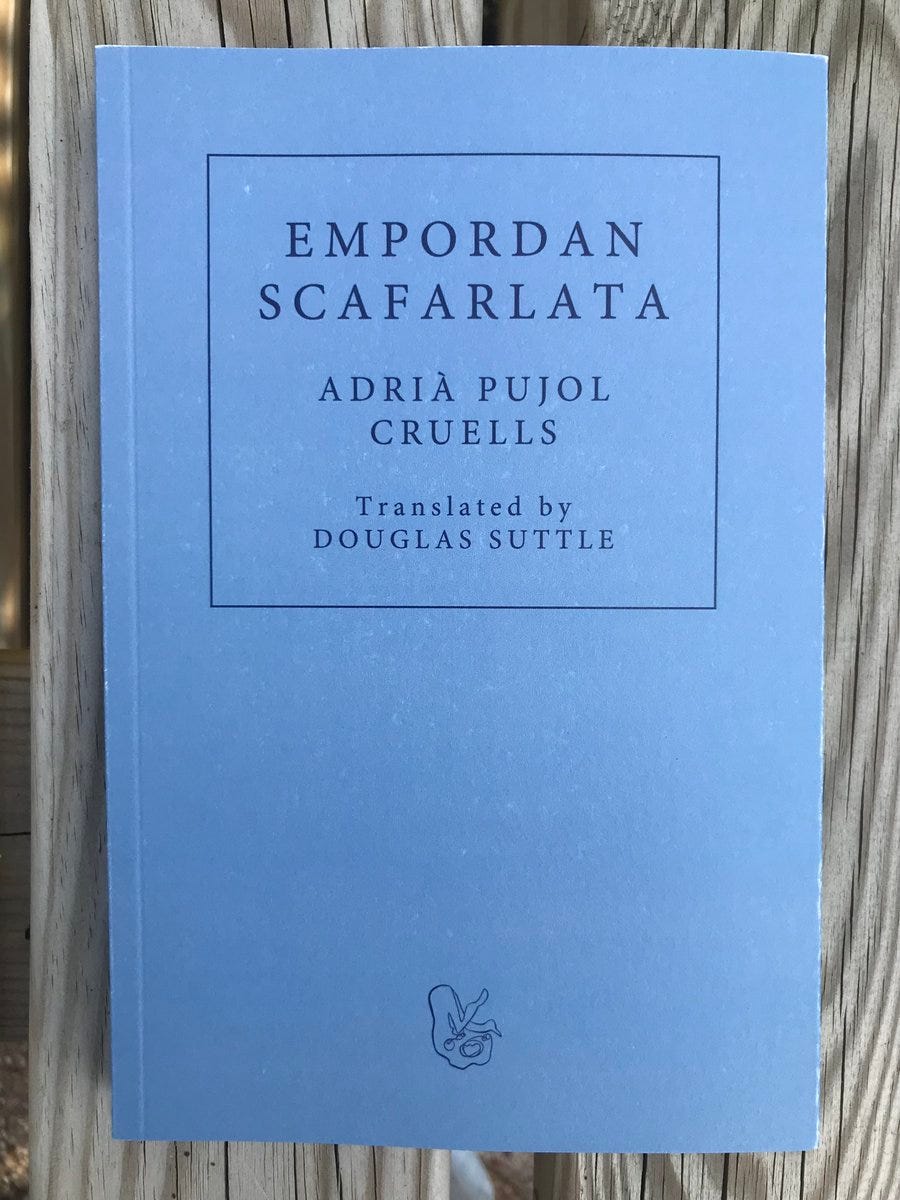 EMPORDAN
SCAFARLATA
ADRIÀ PUJOL
CRUELLS
Translated by
DOUGLAS SUTTLE